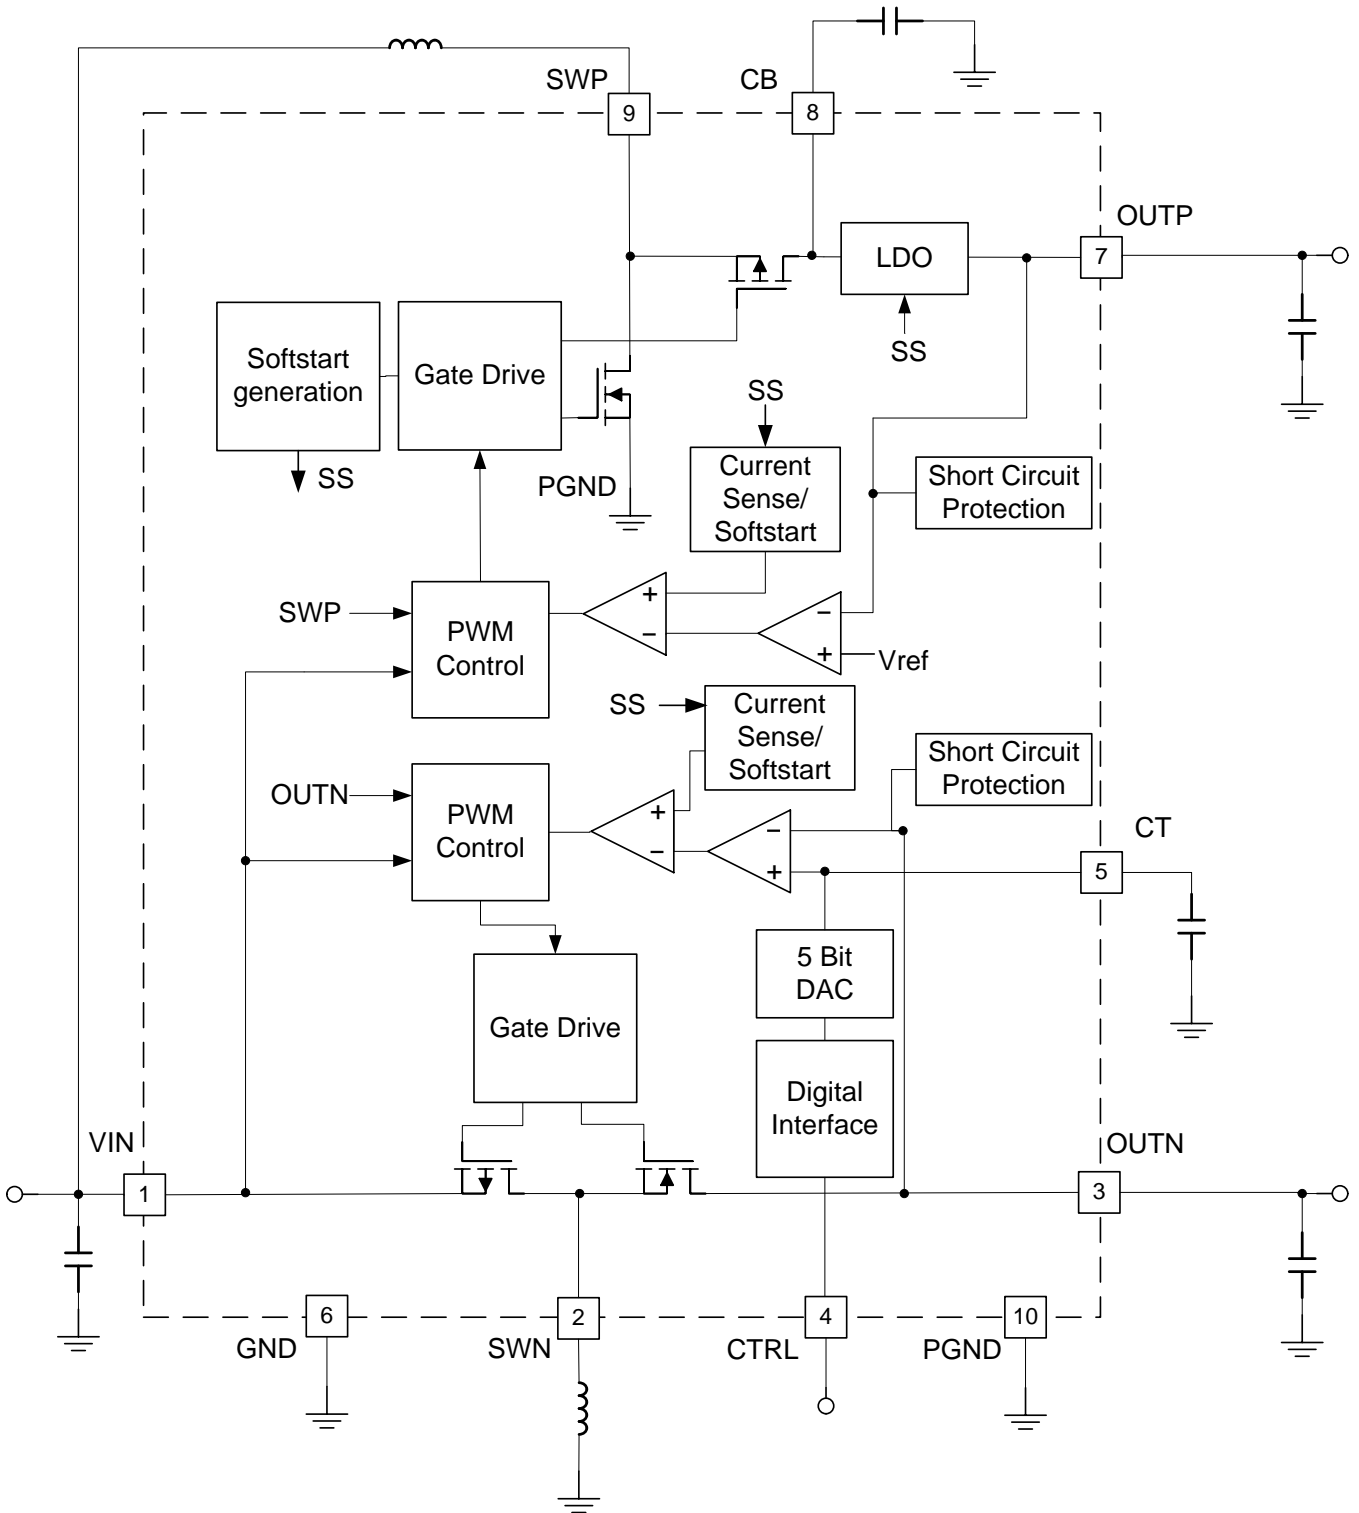 SWP
CB
9
8
OUTP
7
LDO
SS
Softstart
generation
Gate Drive
SS
SS
PGND
Current
Sense/
Softstart
Short Circuit
Protection
SWP
PWM
Control
+
−
−
+
Vref
SS
Current
Sense/
Softstart
Short Circuit
Protection
OUTN
PWM
Control
+
−
−
+
CT
5
5 Bit
DAC
Gate Drive
Digital
Interface
VIN
1
OUTN
3
6
2
4
10
GND
SWN
CTRL
PGND